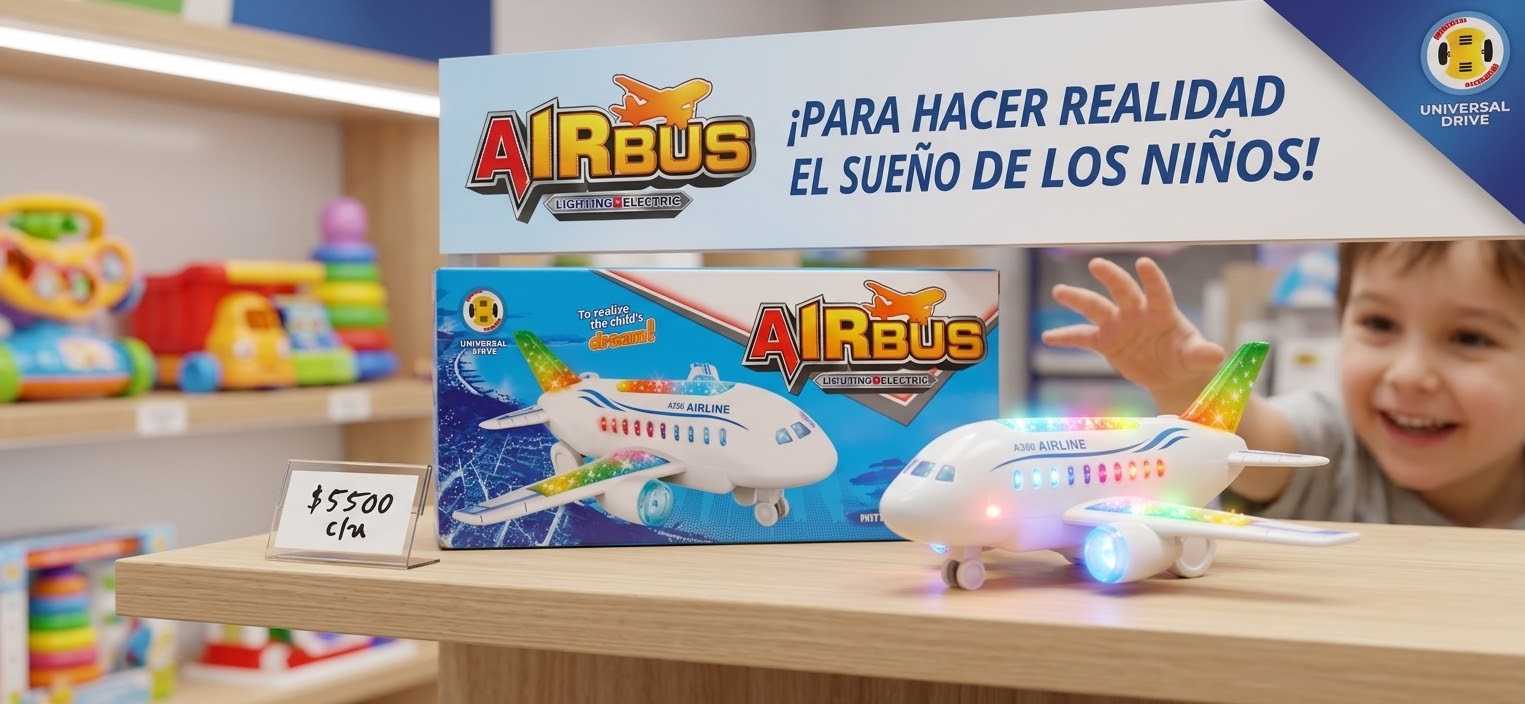 AIRBUS
LIGHTING ELECTRIC
¡PARA HACER REALIDAD
EL SUEÑO DE LOS NIÑOS!
UNIVERSAL
DRIVE
UNIVERSAL
To realize
the child's
AIRBUS
A756 AIRLINE
A380 AIRLINE
$5500
c/u